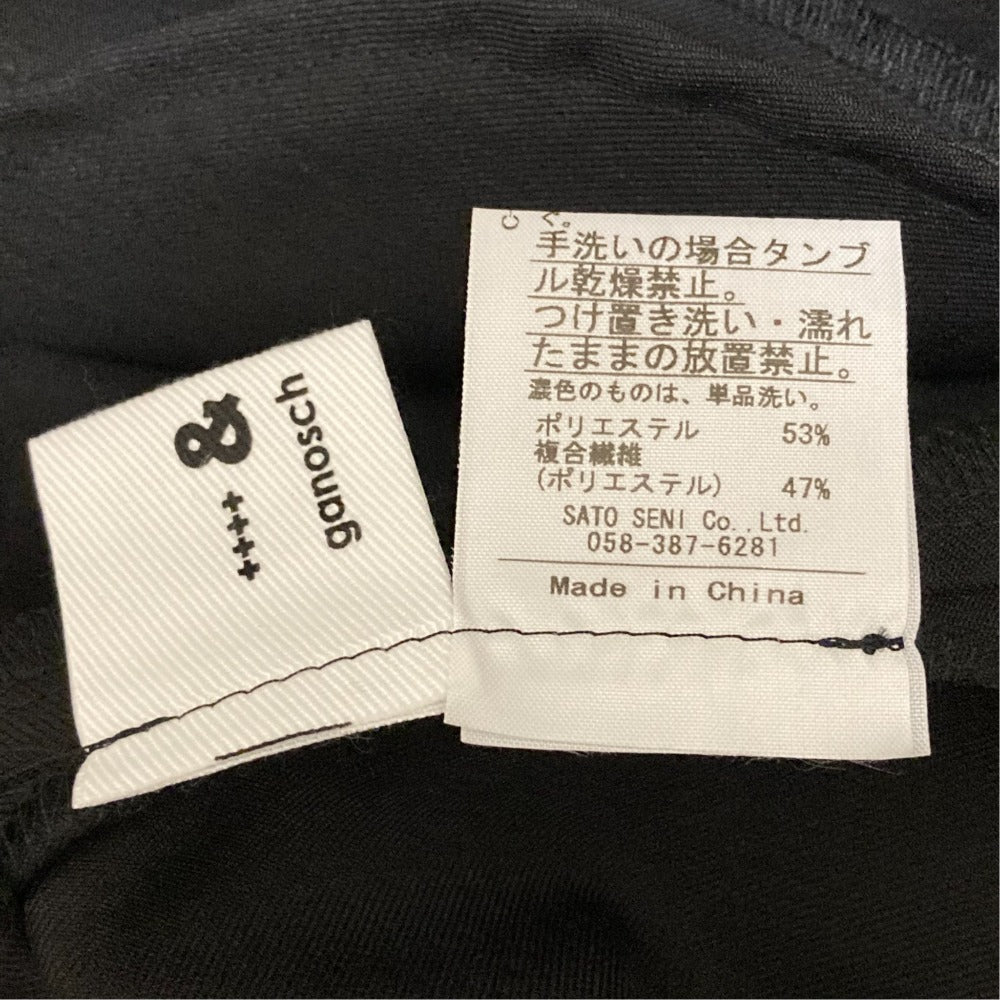 &
++++
ganosch
ぐ。
手洗いの場合タンブ
ル乾燥禁止。
つけ置き洗い・濡れ
たままの放置禁止。
濃色のものは、単品洗い。
ポリエステル 53%
複合繊維
(ポリエステル) 47%
SATO SENI Co.,Ltd.
058-387-6281
Made in China